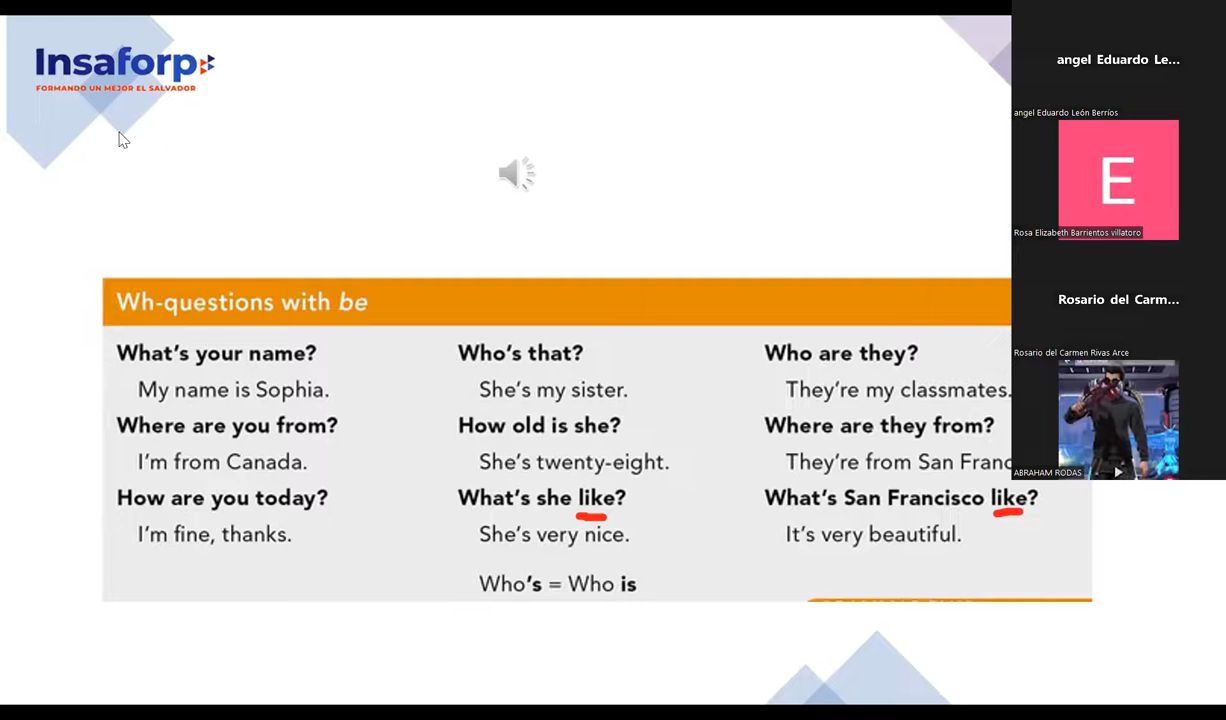 Insaforp
FORMANDO UN MEJOR EL SALVADOR
Wh-questions with be
What's your name?
My name is Sophia.
Where are you from?
I'm from Canada.
How are you today?
I'm fine, thanks.
Who's that?
She's my sister.
How old is she?
She's twenty-eight.
What's she like?
She's very nice.
Who's = Who is
Who are they?
They're my classmates.
Where are they from?
They're from San Franc
What's San Francisco like?
It's very beautiful.
angel Eduardo Le...
angel Eduardo León Berríos
E
Rosa Elizabeth Barrientos villatoro
Rosario del Carm...
Rosario del Carmen Rivas Arce
ABRAHAM RODAS